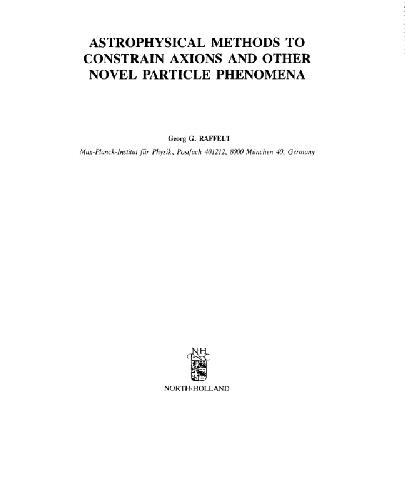 ASTROPHYSICAL METHODS TO
CONSTRAIN AXIONS AND OTHER
NOVEL PARTICLE PHENOMENA
Georg G. RAFFELT
Max-Planck-Institut für Physik, Postfach 401212, 8000 München 40, Germany
NH
NORTH-HOLLAND